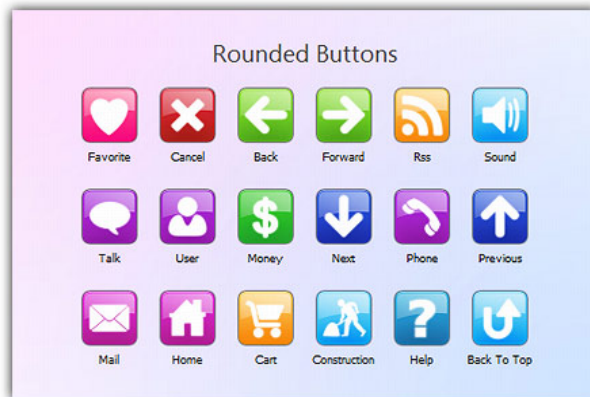 Rounded Buttons
Favorite Cancel Back Forward Rss Sound
$
Talk User Money Next Phone Previous
?
Mail Home Cart Construction Help Back To Top